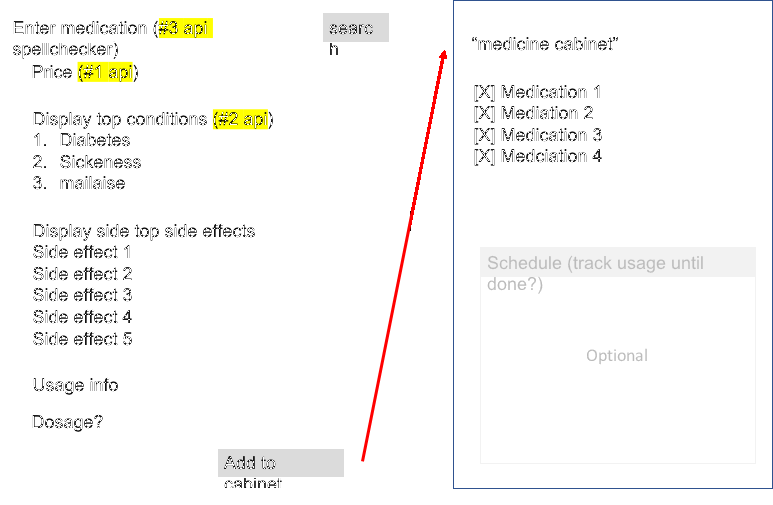 Enter medication (#3 api
spellchecker)
searc
h
Price (#1 api)
Display top conditions (#2 api)
1. Diabetes
2. Sickeness
3. mailaise
Display side top side effects
Side effect 1
Side effect 2
Side effect 3
Side effect 4
Side effect 5
Usage info
Dosage?
Add to
cabinet
“medicine cabinet”
[X] Medication 1
[X] Mediation 2
[X] Medication 3
[X] Medciation 4
Schedule (track usage until
done?)
Optional